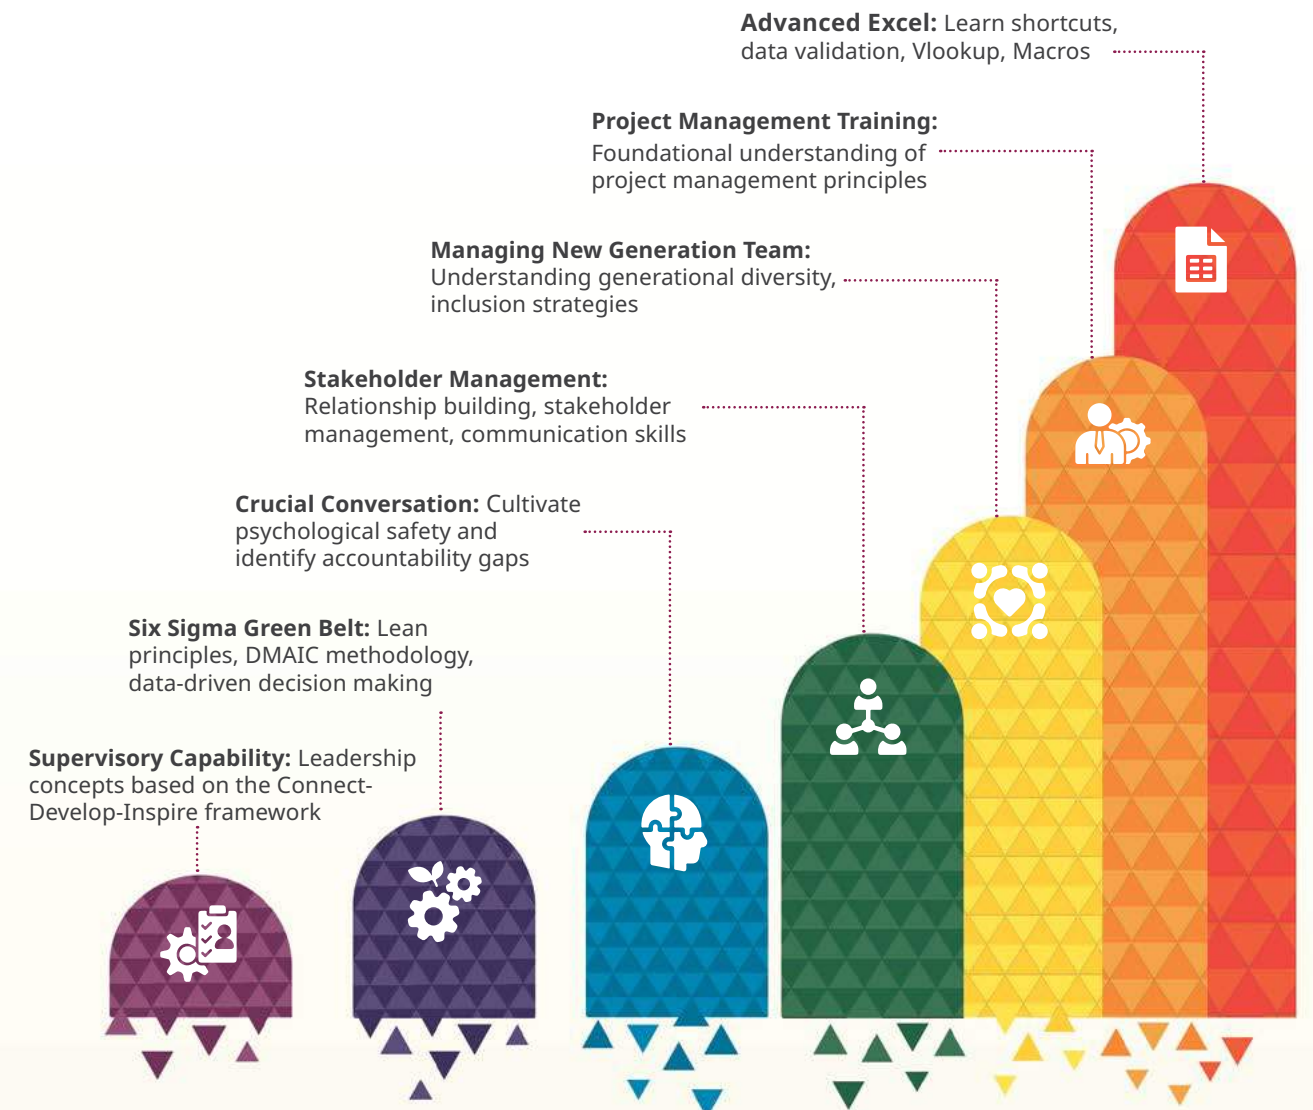 Advanced Excel: Learn shortcuts,
data validation, Vlookup, Macros
Project Management Training:
Foundational understanding of
project management principles
Managing New Generation Team:
Understanding generational diversity,
inclusion strategies
Stakeholder Management:
Relationship building, stakeholder
management, communication skills
Crucial Conversation: Cultivate
psychological safety and
identify accountability gaps
Six Sigma Green Belt: Lean
principles, DMAIC methodology,
data-driven decision making
Supervisory Capability: Leadership
concepts based on the Connect-
Develop-Inspire framework